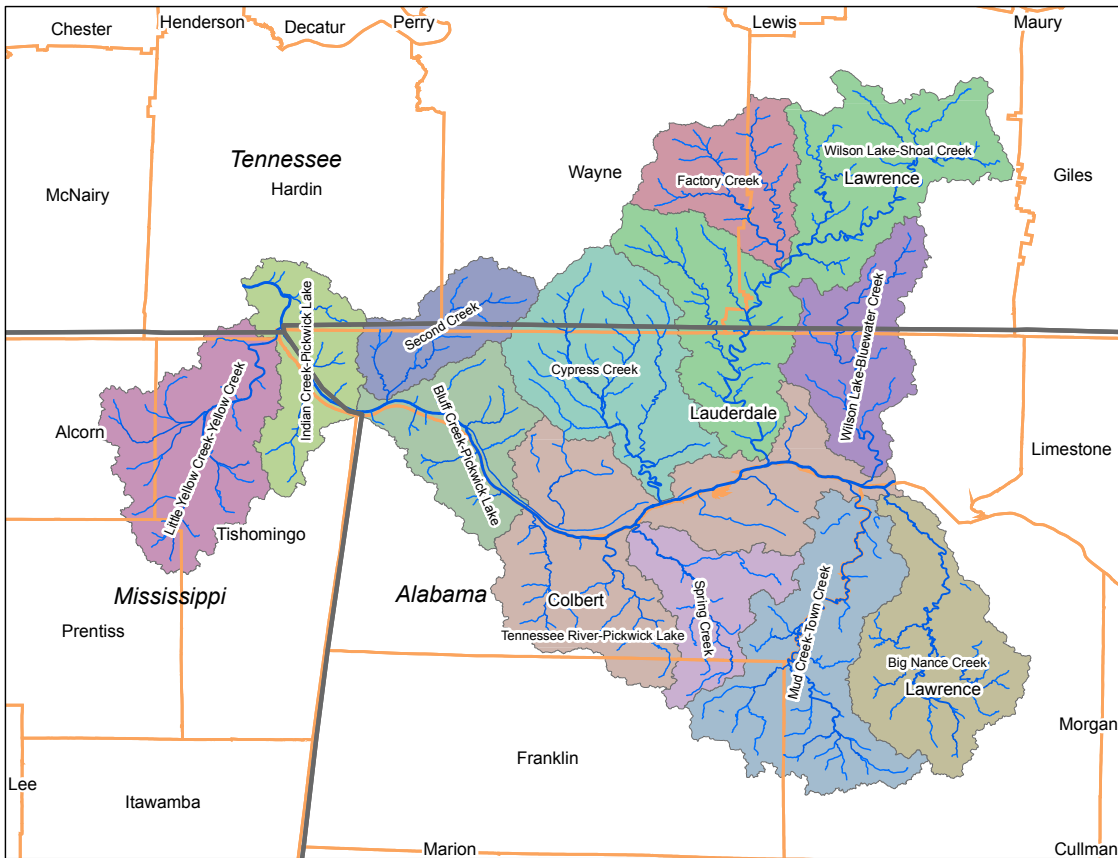 Henderson
Perry
Lewis
Maury
Chester
Decatur
Tennessee
Hardin
Wayne
McNairy
Giles
Wilson Lake-Shoal Creek
Lawrence
Factory Creek
Second Creek
Indian Creek-Pickwick Lake
Wilson Lake-Bluewater Creek
Cypress Creek
Bluff Creek-Pickwick Lake
Little Yellow Creek-Yellow Creek
Lauderdale
Alcorn
Limestone
Tishomingo
Mississippi
Alabama
Colbert
Spring Creek
Mud Creek-Town Creek
Prentiss
Tennessee River-Pickwick Lake
Big Nance Creek
Lawrence
Morgan
Franklin
Lee
Itawamba
Marion
Cullman